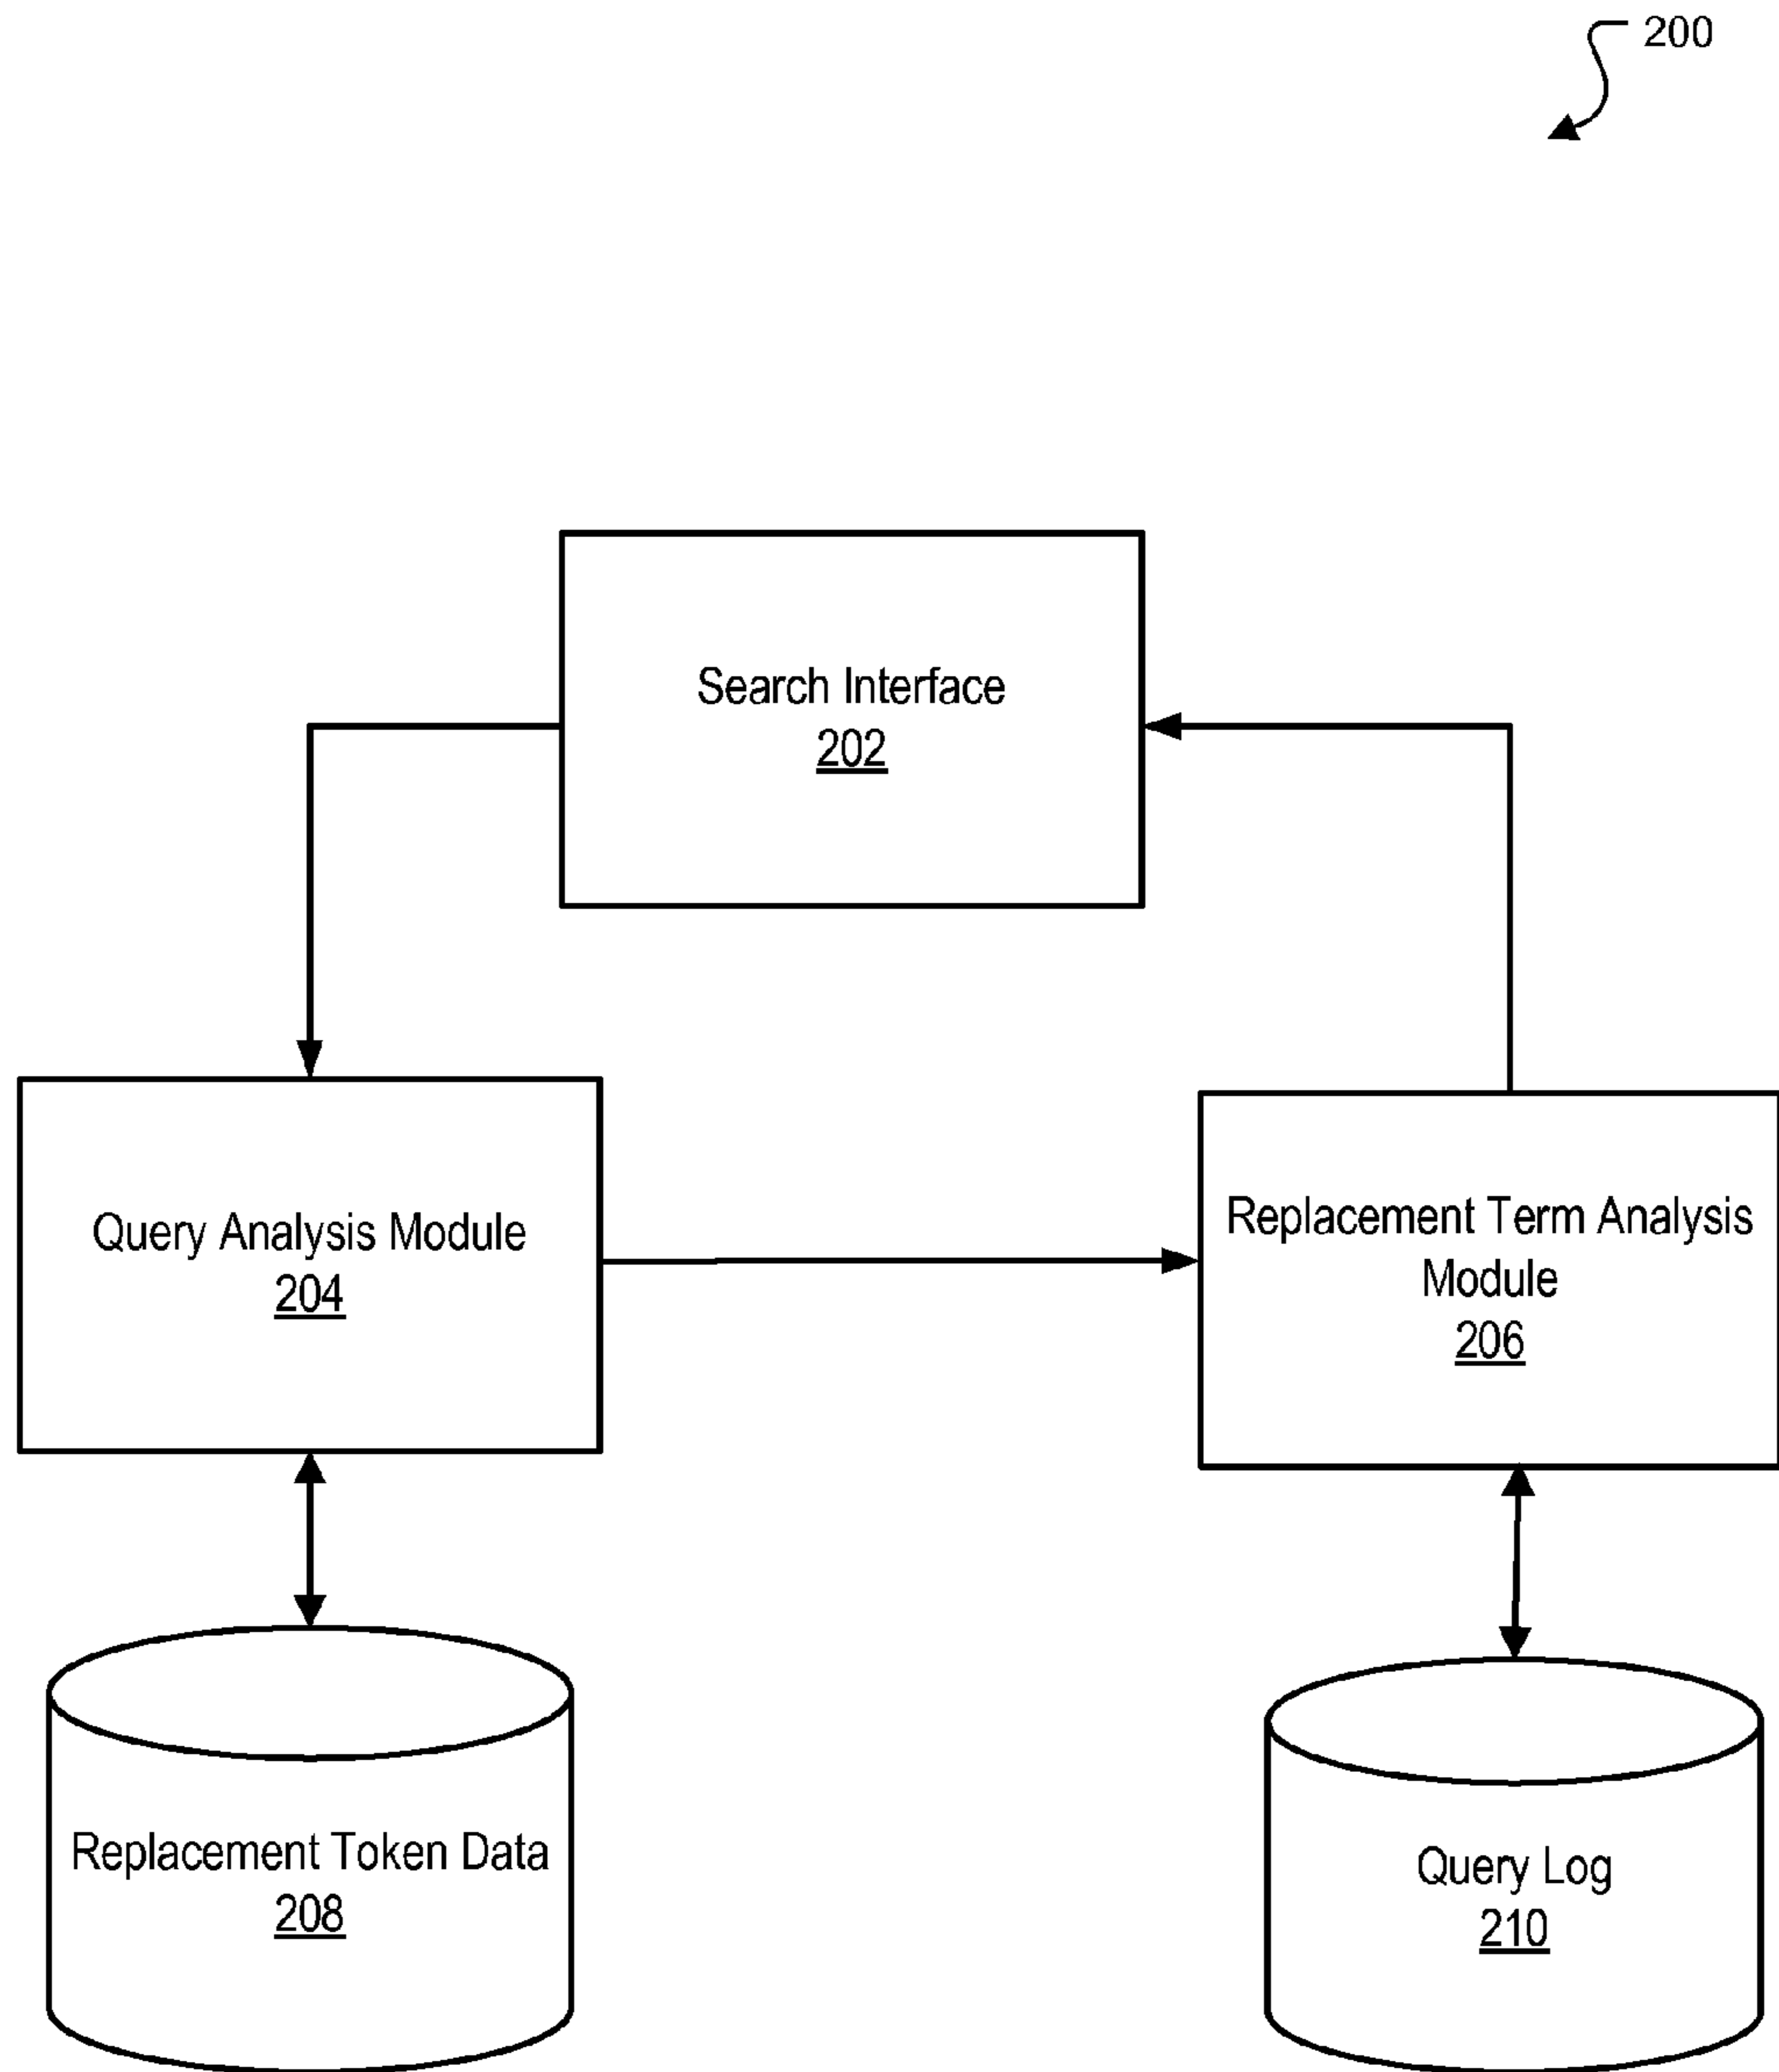 200
Search Interface
202
Query Analysis Module
204
Replacement Term Analysis
Module
206
Replacement Token Data
208
Query Log
210